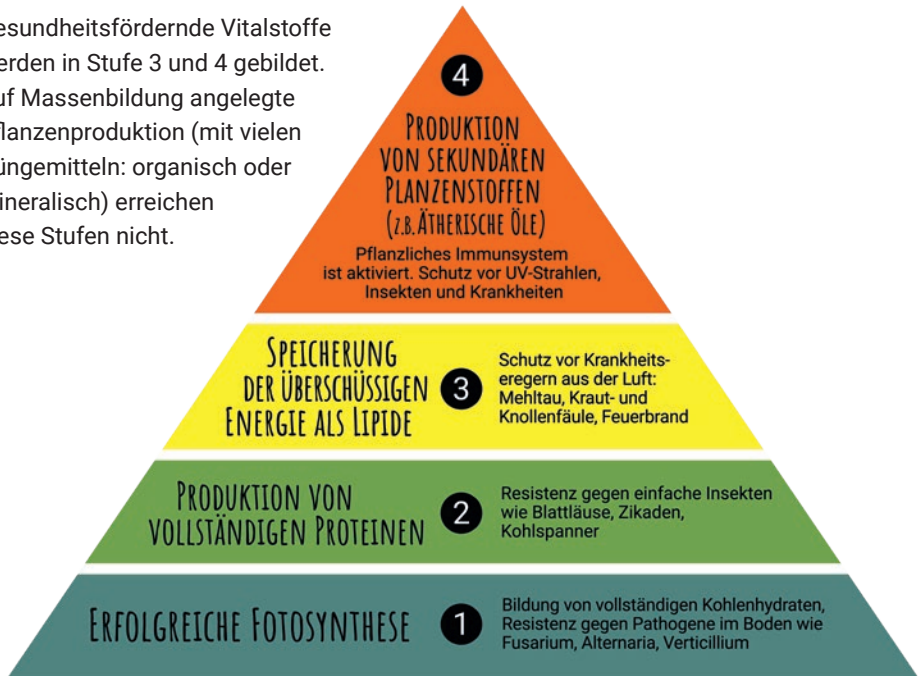 esundheitsfördernde Vitalstoffe
erden in Stufe 3 und 4 gebildet.
uf Massenbildung angelegte
flanzenproduktion (mit vielen
üngemitteln: organisch oder
ineralisch) erreichen
ese Stufen nicht.
4
PRODUKTION
VON SEKUNDÄREN
PLANZENSTOFFEN
(Z.B. ÄTHERISCHE ÖLE)
Pflanzliches Immunsystem
ist aktiviert. Schutz vor UV-Strahlen,
Insekten und Krankheiten
SPEICHERUNG
DER ÜBERSCHÜSSIGEN
ENERGIE ALS LIPIDE
3
Schutz vor Krankheits-
eregern aus der Luft:
Mehltau, Kraut- und
Knollenfäule, Feuerbrand
PRODUKTION VON
VOLLSTÄNDIGEN PROTEINEN
2
Resistenz gegen einfache Insekten
wie Blattläuse, Zikaden,
Kohlspanner
ERFOLGREICHE FOTOSYNTHESE
1
Bildung von vollständigen Kohlenhydraten,
Resistenz gegen Pathogene im Boden wie
Fusarium, Alternaria, Verticillium